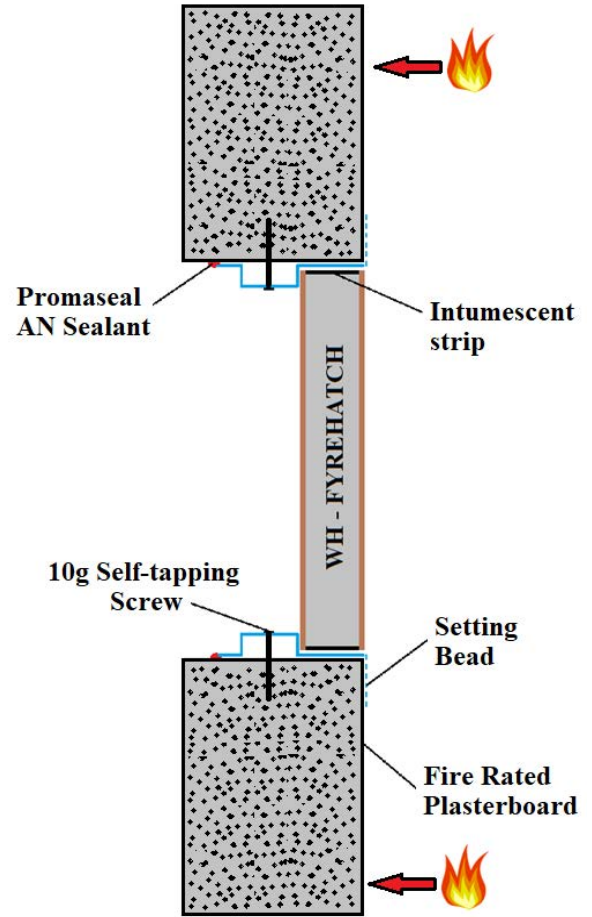 Promaseal
AN Sealant
Intumescent
strip
WH - FYREHATCH
10g Self-tapping
Screw
Setting
Bead
Fire Rated
Plasterboard